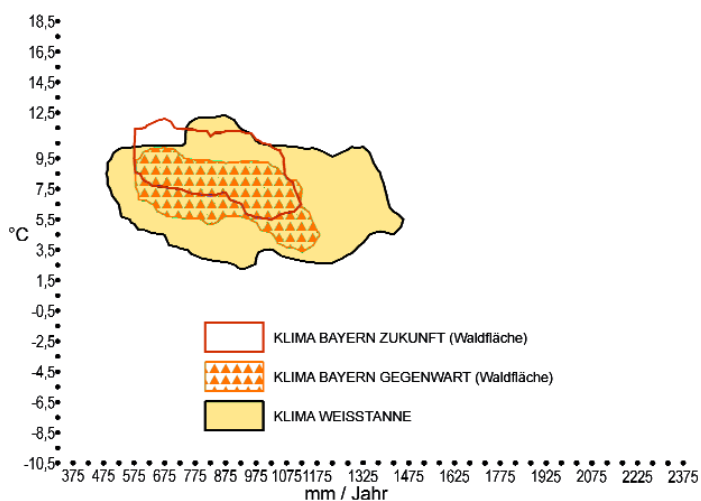 18,5
16,5
14,5
12,5
9,5
7,5
5,5
°C
3,5
1,5
-0,5
-2,5
-4,5
-6,5
-8,5
-10,5
KLIMA BAYERN ZUKUNFT (Waldfläche)
KLIMA BAYERN GEGENWART (Waldfläche)
KLIMA WEISSTANNE
375 475 575 675 775 875 975 1075 1175 1325 1475 1625 1775 1925 2075 2225 2375
mm / Jahr